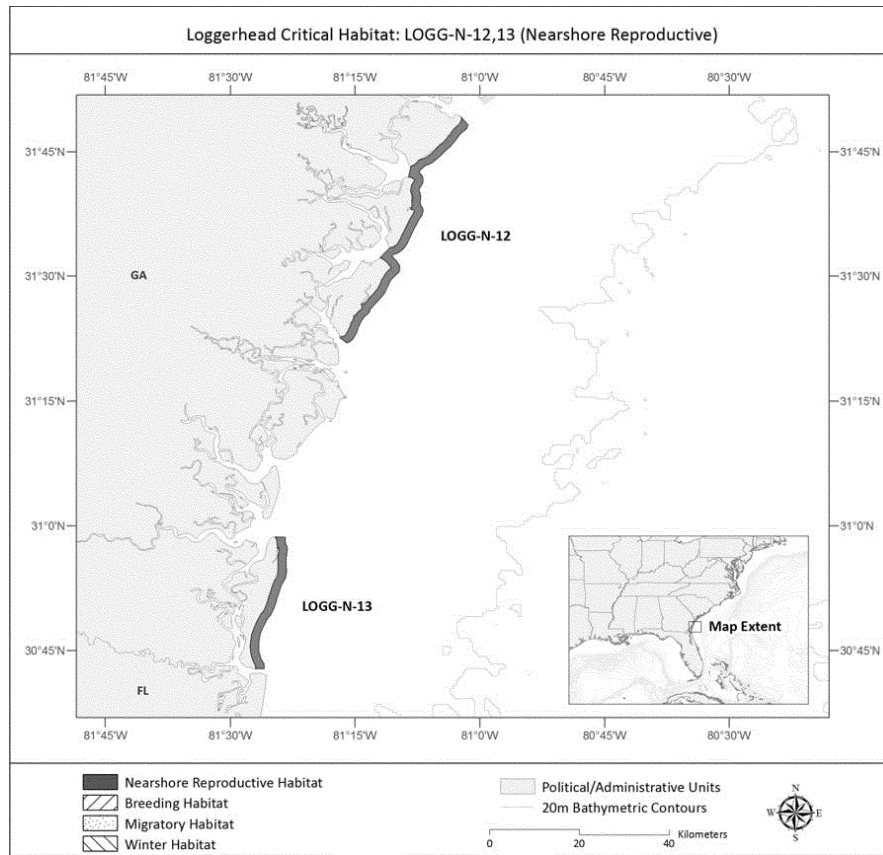 Loggerhead Critical Habitat: LOGG-N-12,13 (Nearshore Reproductive)
81°45'W 81°30'W 81°15'W 81°0'W 80°45'W 80°30'W
31°45'N 31°45'N
LOGG-N-12
31°30'N GA 31°30'N
31°15'N 31°15'N
31°0'N 31°0'N
LOGG-N-13
Map Extent
30°45'N 30°45'N
FL
81°45'W 81°30'W 81°15'W 81°0'W 80°45'W 80°30'W
Nearshore Reproductive Habitat
Breeding Habitat
Migratory Habitat
Winter Habitat
Political/Administrative Units
20m Bathymetric Contours
Kilometers
0 20 40
N
W E
S